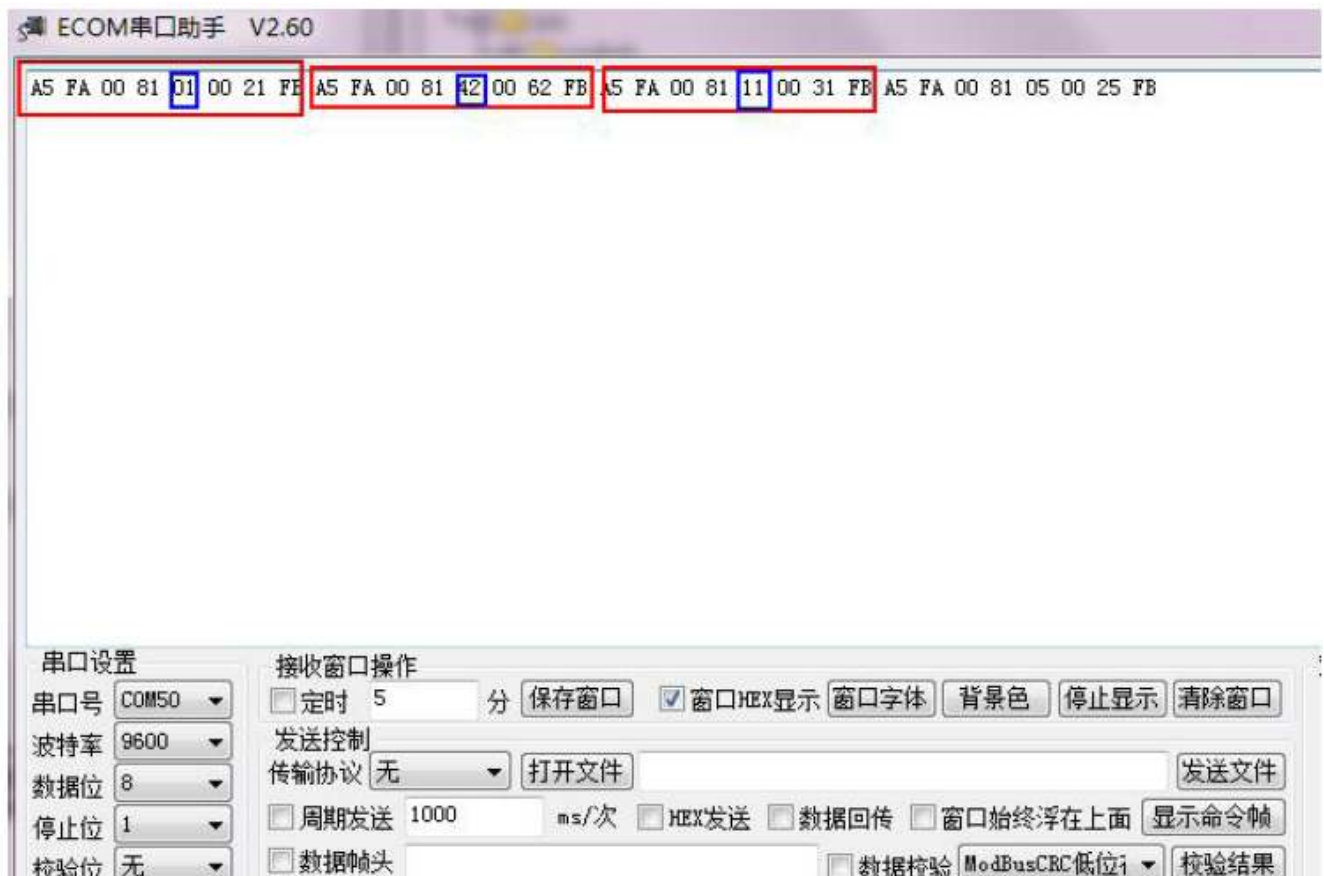 ECOM串口助手 V2.60
A5 FA 00 81 01 00 21 FB A5 FA 00 81 42 00 62 FB A5 FA 00 81 11 00 31 FB A5 FA 00 81 05 00 25 FB
串口设置
串口号 COM50
波特率 9600
数据位 8
停止位 1
校验位 无
接收窗口操作
定时 5 分 保存窗口 窗口HEX显示 窗口字体 背景色 停止显示 清除窗口
发送控制
传输协议 无 打开文件 发送文件
周期发送 1000 ms/次 HEX发送 数据回传 窗口始终浮在上面 显示命令帧
数据帧头 数据校验 ModBusCRC低位 校验结果